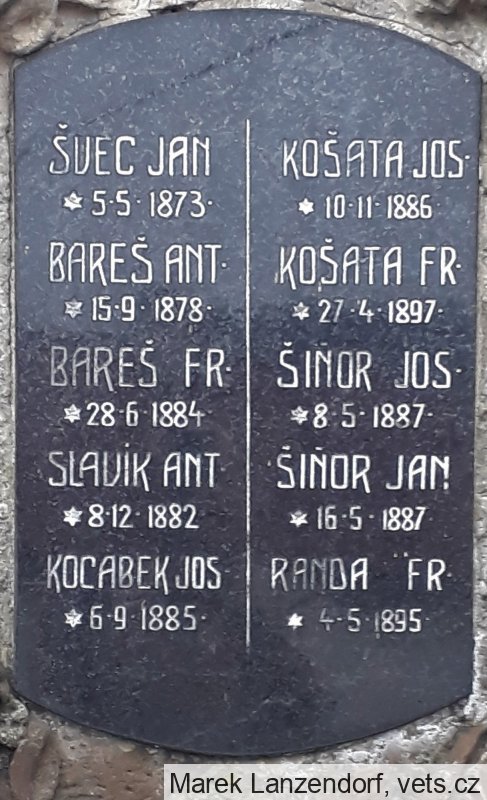 ŠVEC JAN
* 5·5·1873·
BAREŠ ANT·
* 15·9·1878·
BAREŠ FR·
* 28·6·1884·
SLAVÍK ANT
* 8·12·1882
KOCABEK JOS
* 6·9·1885·
KOŠATA JOS·
* 10·11·1886
KOŠATA FR·
* 27·4·1897·
ŠIŇOR JOS·
* 8·5·1887·
ŠIŇOR JAN
* 16·5·1887
RANDA FR·
* 4·5·1895
Marek Lanzendorf, vets.cz